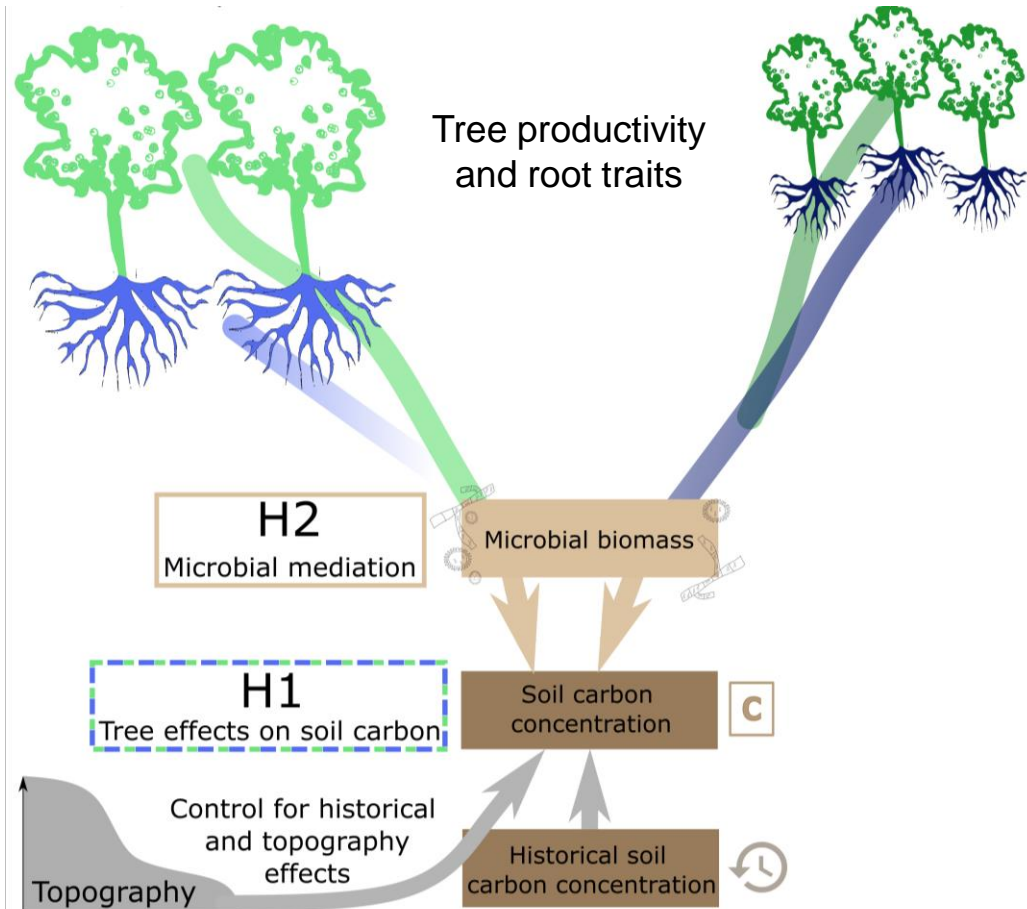 Tree productivity
and root traits
H2
Microbial mediation
Microbial biomass
H1
Tree effects on soil carbon
Soil carbon
concentration
C
Control for historical
and topography
effects
Historical soil
carbon concentration
Topography